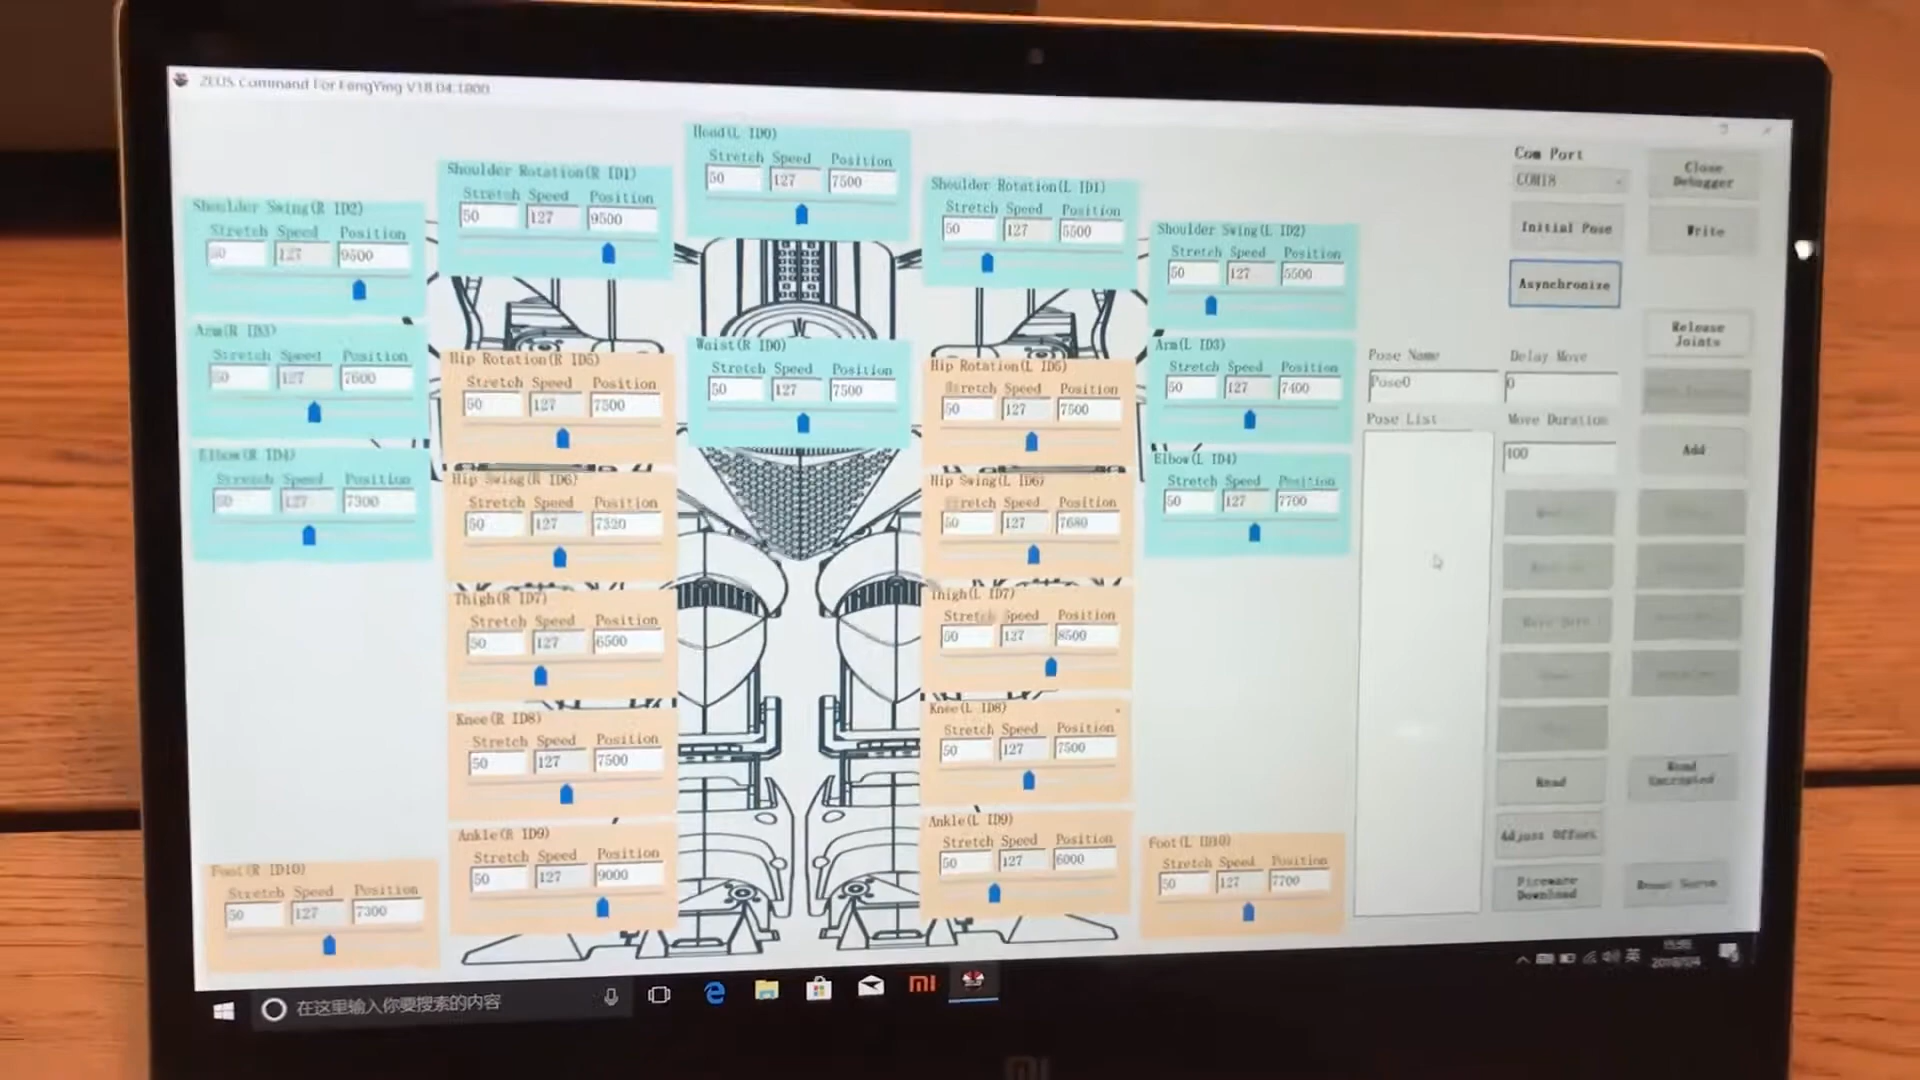 ZEUS Command For FengYing V18.04.1800
Head(L ID0)
Stretch Speed Position
50 127 7500
Shoulder Rotation(R ID1)
Stretch Speed Position
50 127 9500
Shoulder Rotation(L ID1)
Stretch Speed Position
50 127 5500
Shoulder Swing(R ID2)
Stretch Speed Position
50 127 9500
Shoulder Swing(L ID2)
Stretch Speed Position
50 127 5500
Arm(R ID3)
Stretch Speed Position
50 127 7600
Hip Rotation(R ID5)
Stretch Speed Position
50 127 7500
Waist(R ID0)
Stretch Speed Position
50 127 7500
Hip Rotation(L ID5)
Stretch Speed Position
50 127 7500
Arm(L ID3)
Stretch Speed Position
50 127 7400
Elbow(R ID4)
Stretch Speed Position
50 127 7300
Hip Swing(R ID6)
Stretch Speed Position
50 127 7320
Hip Swing(L ID6)
Stretch Speed Position
50 127 7680
Elbow(L ID4)
Stretch Speed Position
50 127 7700
Thigh(R ID7)
Stretch Speed Position
50 127 6500
Thigh(L ID7)
Stretch Speed Position
50 127 8500
Knee(R ID8)
Stretch Speed Position
50 127 7500
Knee(L ID8)
Stretch Speed Position
50 127 7500
Ankle(R ID9)
Stretch Speed Position
50 127 9000
Ankle(L ID9)
Stretch Speed Position
50 127 6000
Foot(R ID10)
Stretch Speed Position
50 127 7300
Foot(L ID10)
Stretch Speed Position
50 127 7700
Com Port
COM18
Close
Debugger
Initial Pose
Write
Asynchronize
Release
Joints
Pose Name
Delay Move
Pose0
0
Pose List
Move Duration
400
Add
Read
Read
Encrypted
Adjust Offset
Firmware
Download
Reset Servo
在这里输入你要搜索的内容
mi
英
mi